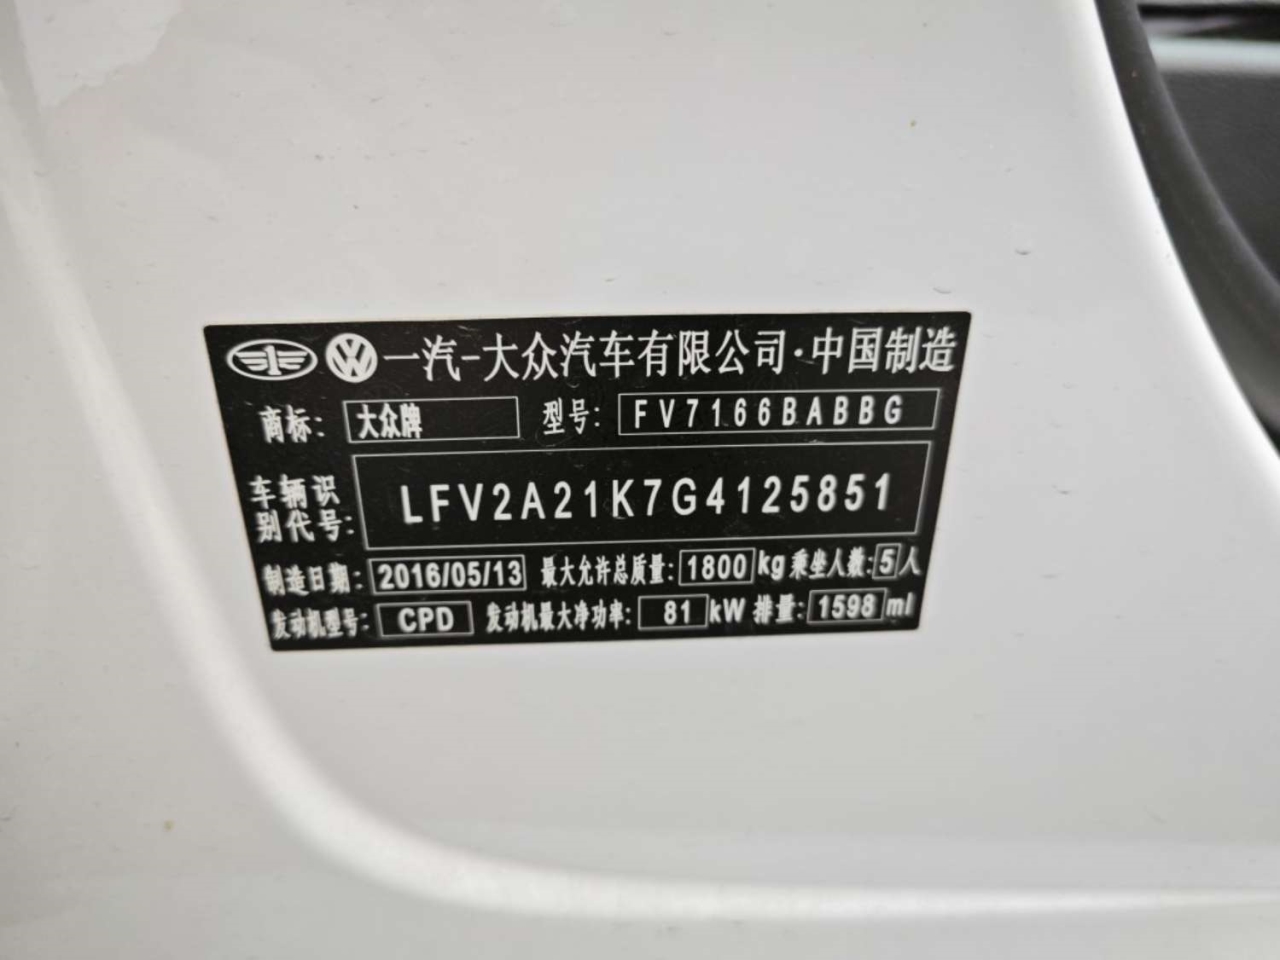 一汽-大众汽车有限公司·中国制造
商标: 大众牌 型号: FV7166BABBG
车辆识别代号: LFV2A21K7G4125851
制造日期: 2016/05/13 最大允许总质量: 1800 kg 乘坐人数: 5 人
发动机型号: CPD 发动机最大净功率: 81 kW 排量: 1598 ml